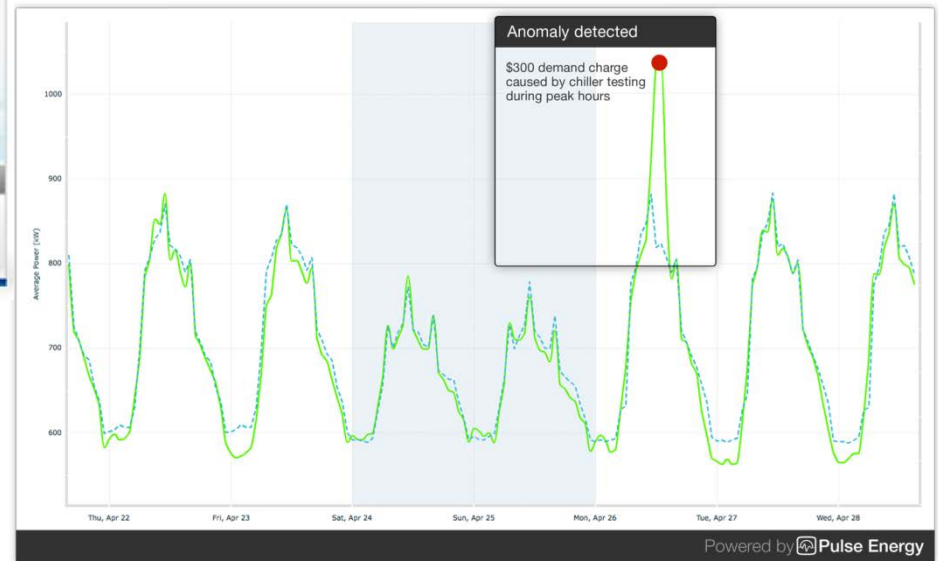 Anomaly detected
$300 demand charge
caused by chiller testing
during peak hours
Average Power (kW)
1000
900
800
700
600
Thu, Apr 22
Fri, Apr 23
Sat, Apr 24
Sun, Apr 25
Mon, Apr 26
Tue, Apr 27
Wed, Apr 28
Powered by Pulse Energy